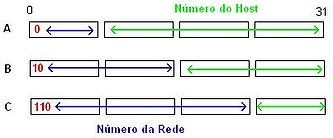 Número do Host
0 31
A 0
B 10
C 110
Número da Rede